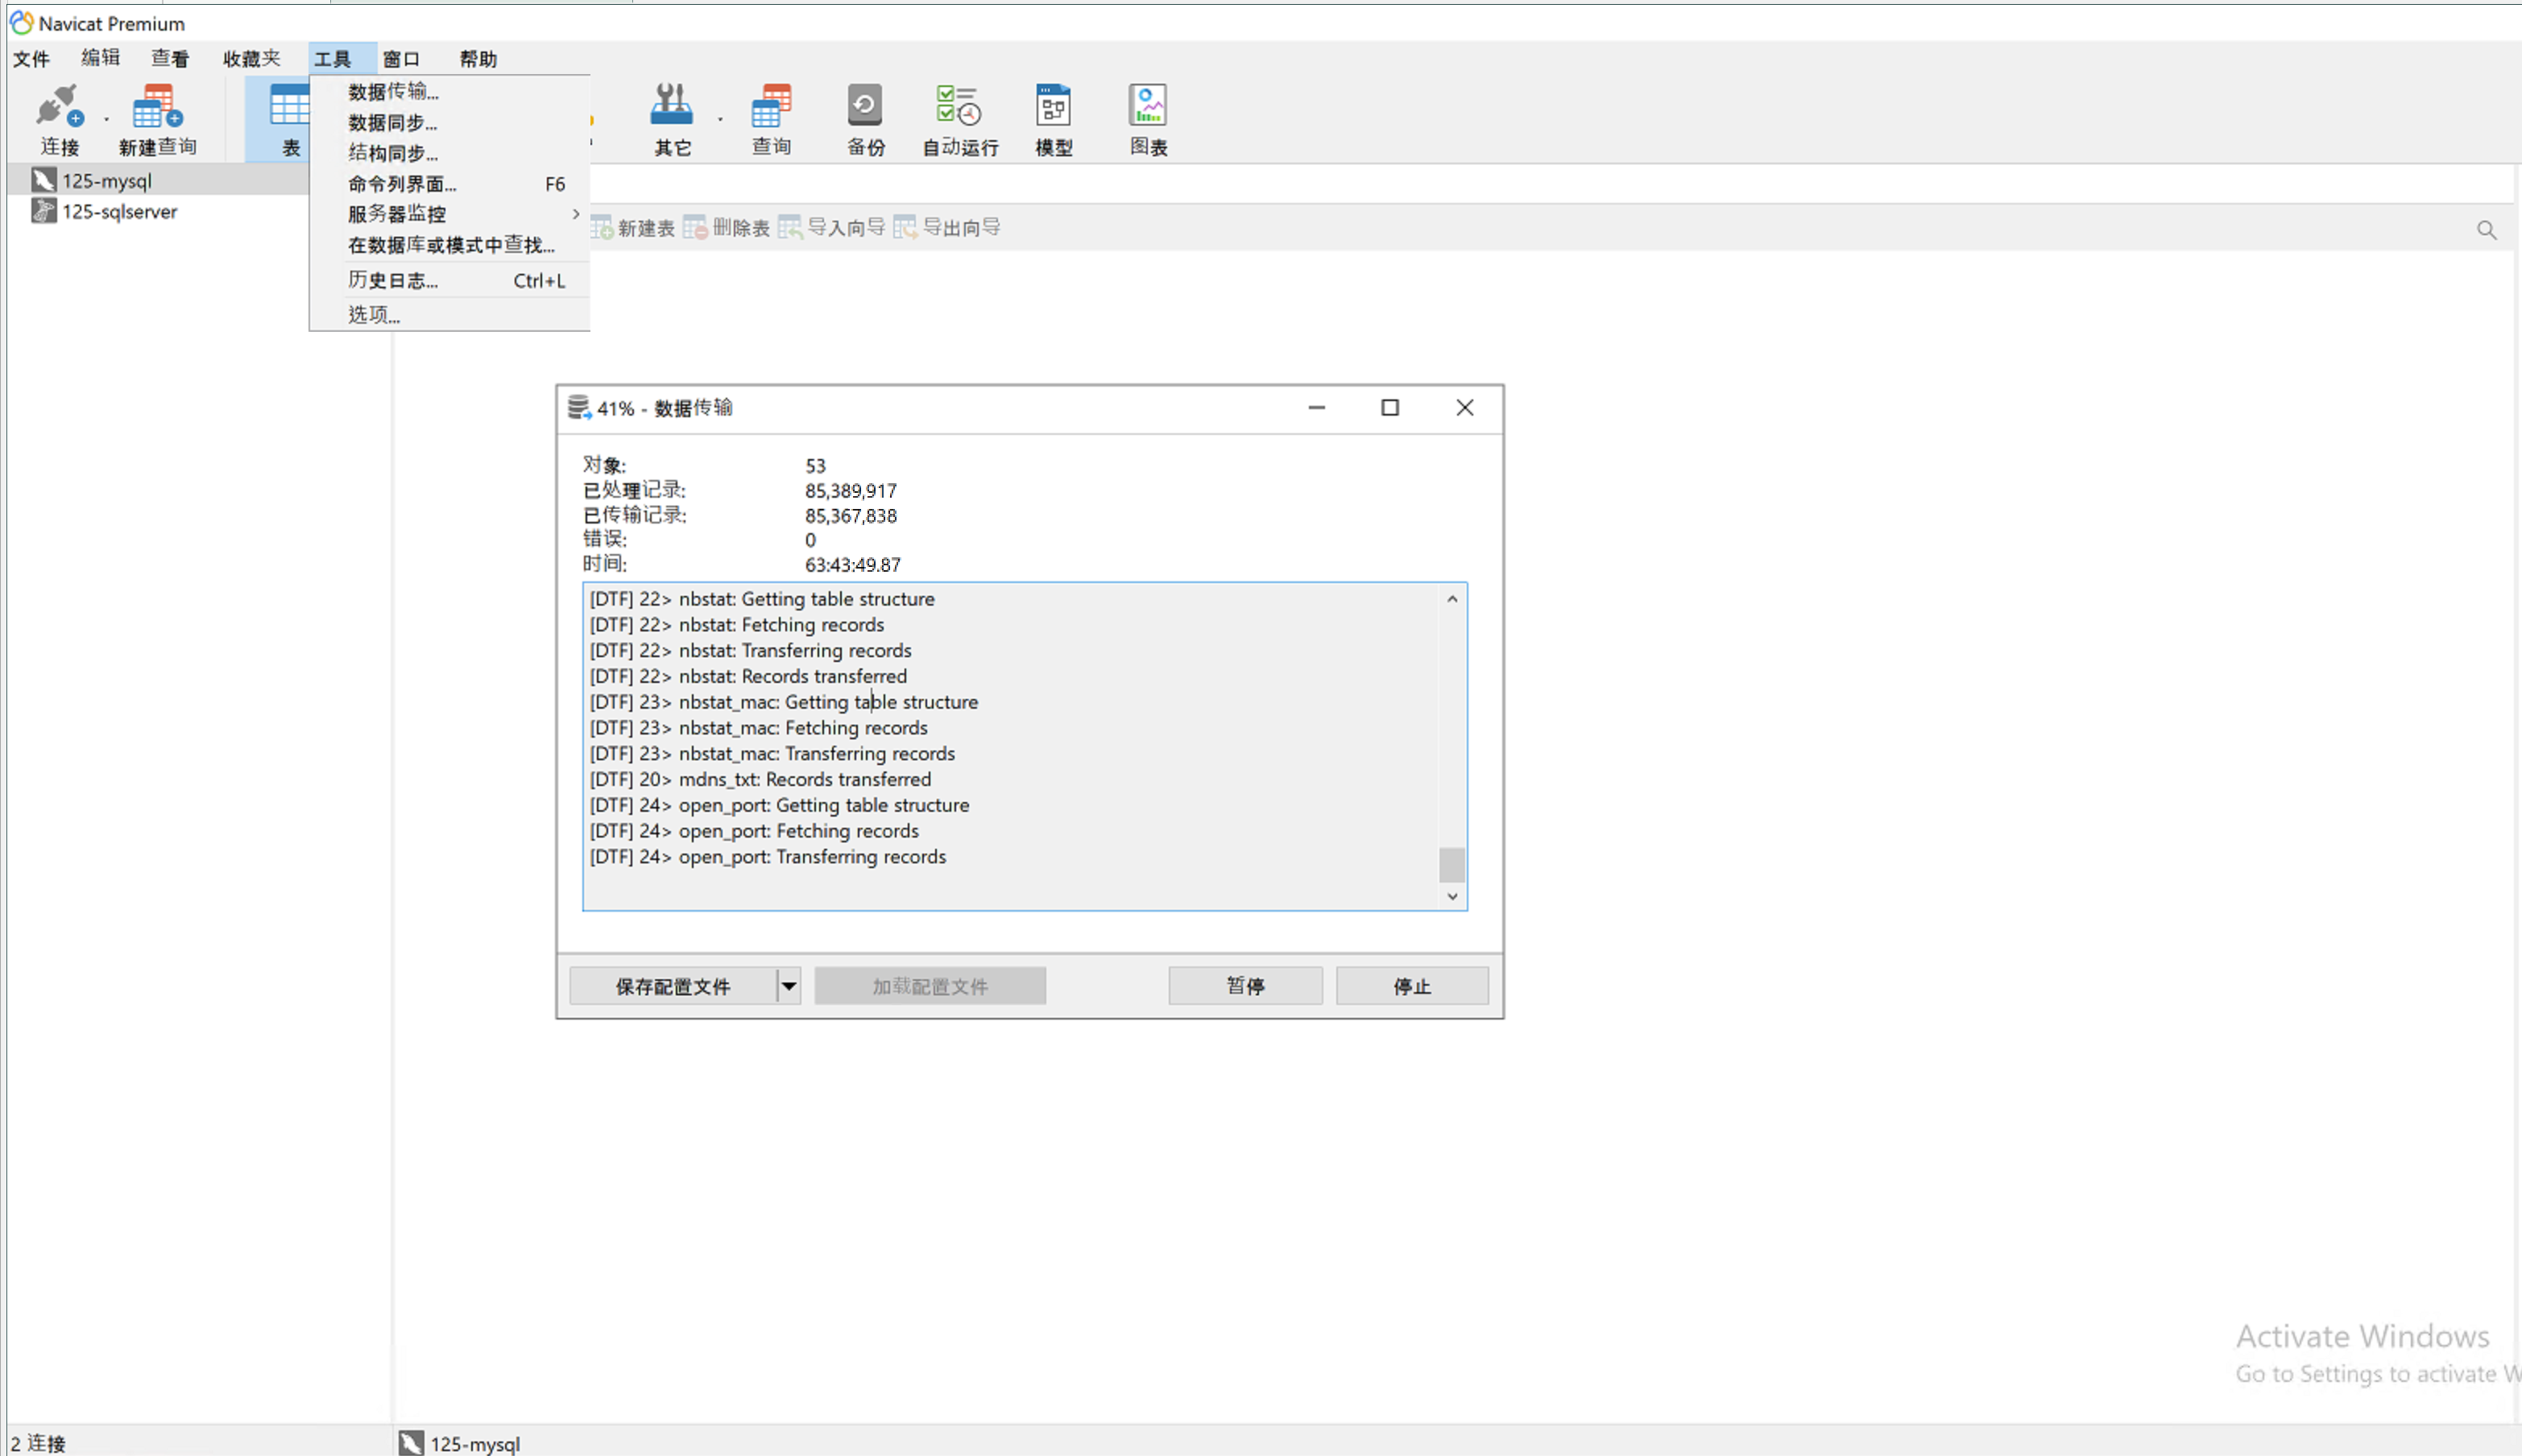 Navicat Premium
文件 编辑 查看 收藏夹 工具 窗口 帮助
连接 新建查询 表 其它 查询 备份 自动运行 模型 图表
数据传输...
数据同步...
结构同步...
命令列界面... F6
服务器监控
在数据库或模式中查找...
历史日志... Ctrl+L
选项...
125-mysql
125-sqlserver
新建表 删除表 导入向导 导出向导
41% - 数据传输
对象: 53
已处理记录: 85,389,917
已传输记录: 85,367,838
错误: 0
时间: 63:43:49.87
[DTF] 22> nbstat: Getting table structure
[DTF] 22> nbstat: Fetching records
[DTF] 22> nbstat: Transferring records
[DTF] 22> nbstat: Records transferred
[DTF] 23> nbstat_mac: Getting table structure
[DTF] 23> nbstat_mac: Fetching records
[DTF] 23> nbstat_mac: Transferring records
[DTF] 20> mdns_txt: Records transferred
[DTF] 24> open_port: Getting table structure
[DTF] 24> open_port: Fetching records
[DTF] 24> open_port: Transferring records
保存配置文件 加载配置文件 暂停 停止
Activate Windows
Go to Settings to activate W
2 连接 125-mysql